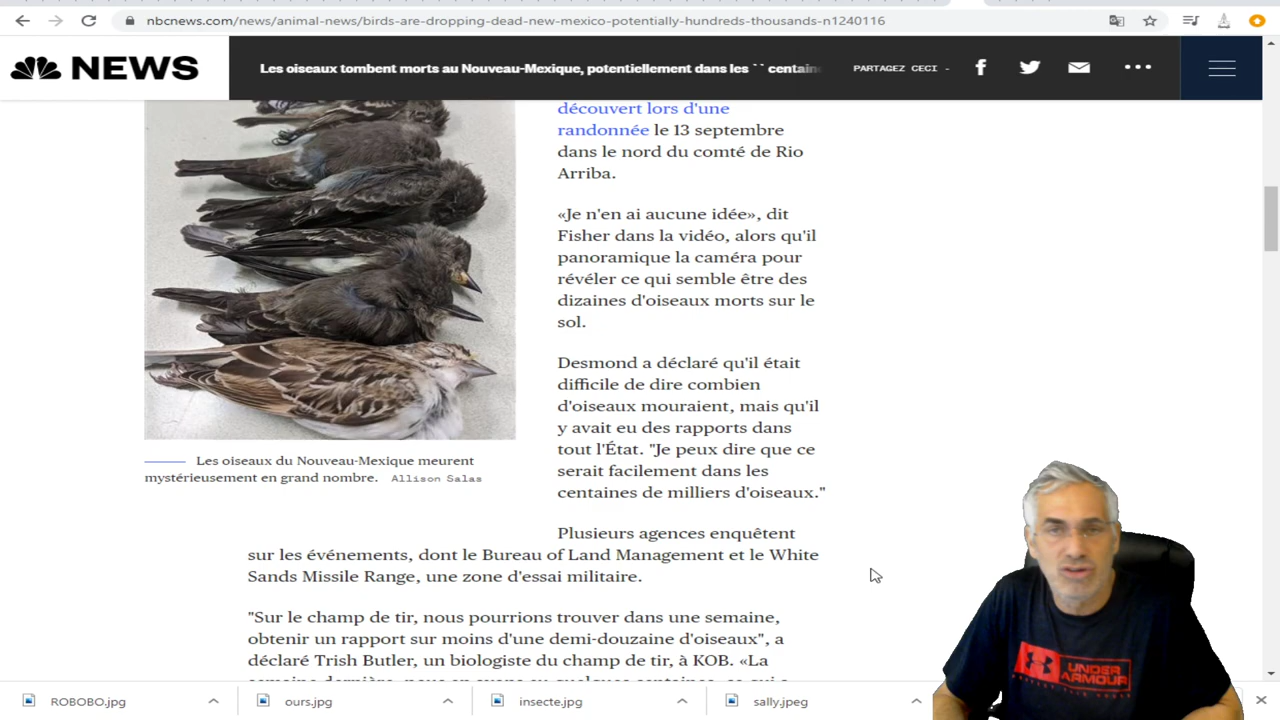 nbcnews.com/news/animal-news/birds-are-dropping-dead-new-mexico-potentially-hundreds-thousands-n1240116
NEWS
Les oiseaux tombent morts au Nouveau-Mexique, potentiellement dans les `` centain
PARTAGEZ CECI -
découvert lors d'une
randonnée le 13 septembre
dans le nord du comté de Rio
Arriba.
«Je n'en ai aucune idée», dit
Fisher dans la vidéo, alors qu'il
panoramique la caméra pour
révéler ce qui semble être des
dizaines d'oiseaux morts sur le
sol.
Desmond a déclaré qu'il était
difficile de dire combien
d'oiseaux mouraient, mais qu'il
y avait eu des rapports dans
tout l'État. "Je peux dire que ce
serait facilement dans les
centaines de milliers d'oiseaux."
Les oiseaux du Nouveau-Mexique meurent
mystérieusement en grand nombre. Allison Salas
Plusieurs agences enquêtent
sur les événements, dont le Bureau of Land Management et le White
Sands Missile Range, une zone d'essai militaire.
"Sur le champ de tir, nous pourrions trouver dans une semaine,
obtenir un rapport sur moins d'une demi-douzaine d'oiseaux", a
déclaré Trish Butler, un biologiste du champ de tir, à KOB. «La
UNDER
ARMOUR
ROBOBO.jpg
ours.jpg
insecte.jpg
sally.jpeg